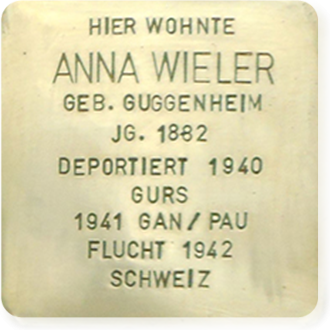 HIER WOHNTE
ANNA WIELER
GEB. GUGGENHEIM
JG. 1882
DEPORTIERT 1940
GURS
1941 GAN/PAU
FLUCHT 1942
SCHWEIZ